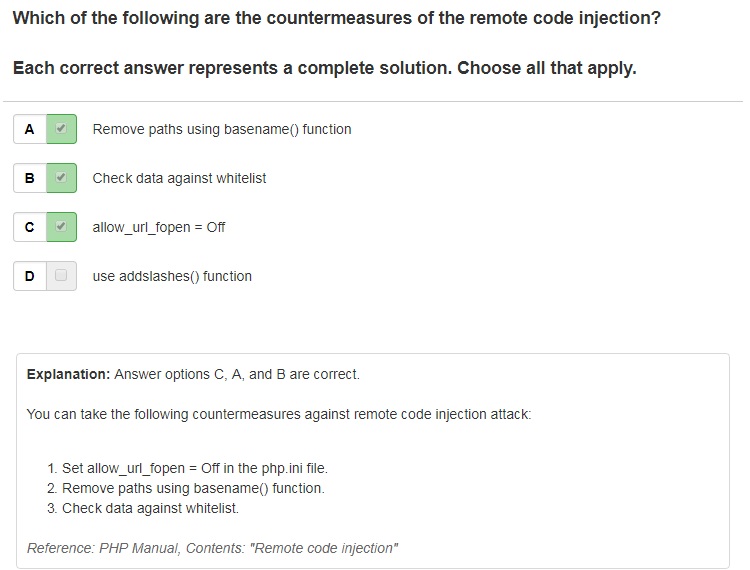 Which of the following are the countermeasures of the remote code injection?
Each correct answer represents a complete solution. Choose all that apply.
A Remove paths using basename() function
B Check data against whitelist
C allow_url_fopen = Off
D use addslashes() function
Explanation: Answer options C, A, and B are correct.
You can take the following countermeasures against remote code injection attack:
1. Set allow_url_fopen = Off in the php.ini file.
2. Remove paths using basename() function.
3. Check data against whitelist.
Reference: PHP Manual, Contents: "Remote code injection"